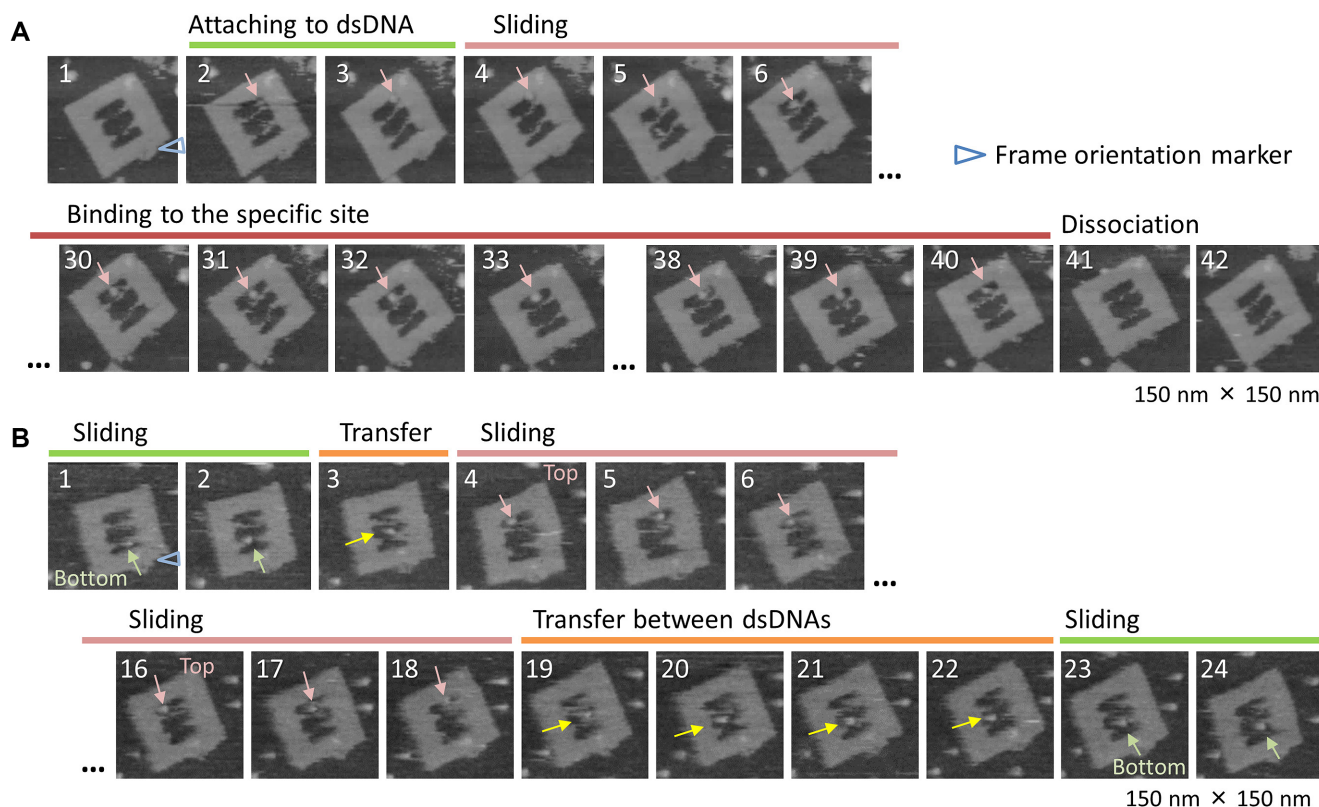 A
Attaching to dsDNA
Sliding
1
2
3
4
5
6
...
Frame orientation marker
Binding to the specific site
Dissociation
...
30
31
32
33
...
38
39
40
41
42
150 nm × 150 nm
B
Sliding
Transfer
Sliding
1
Bottom
2
3
4
Top
5
6
...
Sliding
Transfer between dsDNAs
Sliding
...
16
Top
17
18
19
20
21
22
23
Bottom
24
150 nm × 150 nm